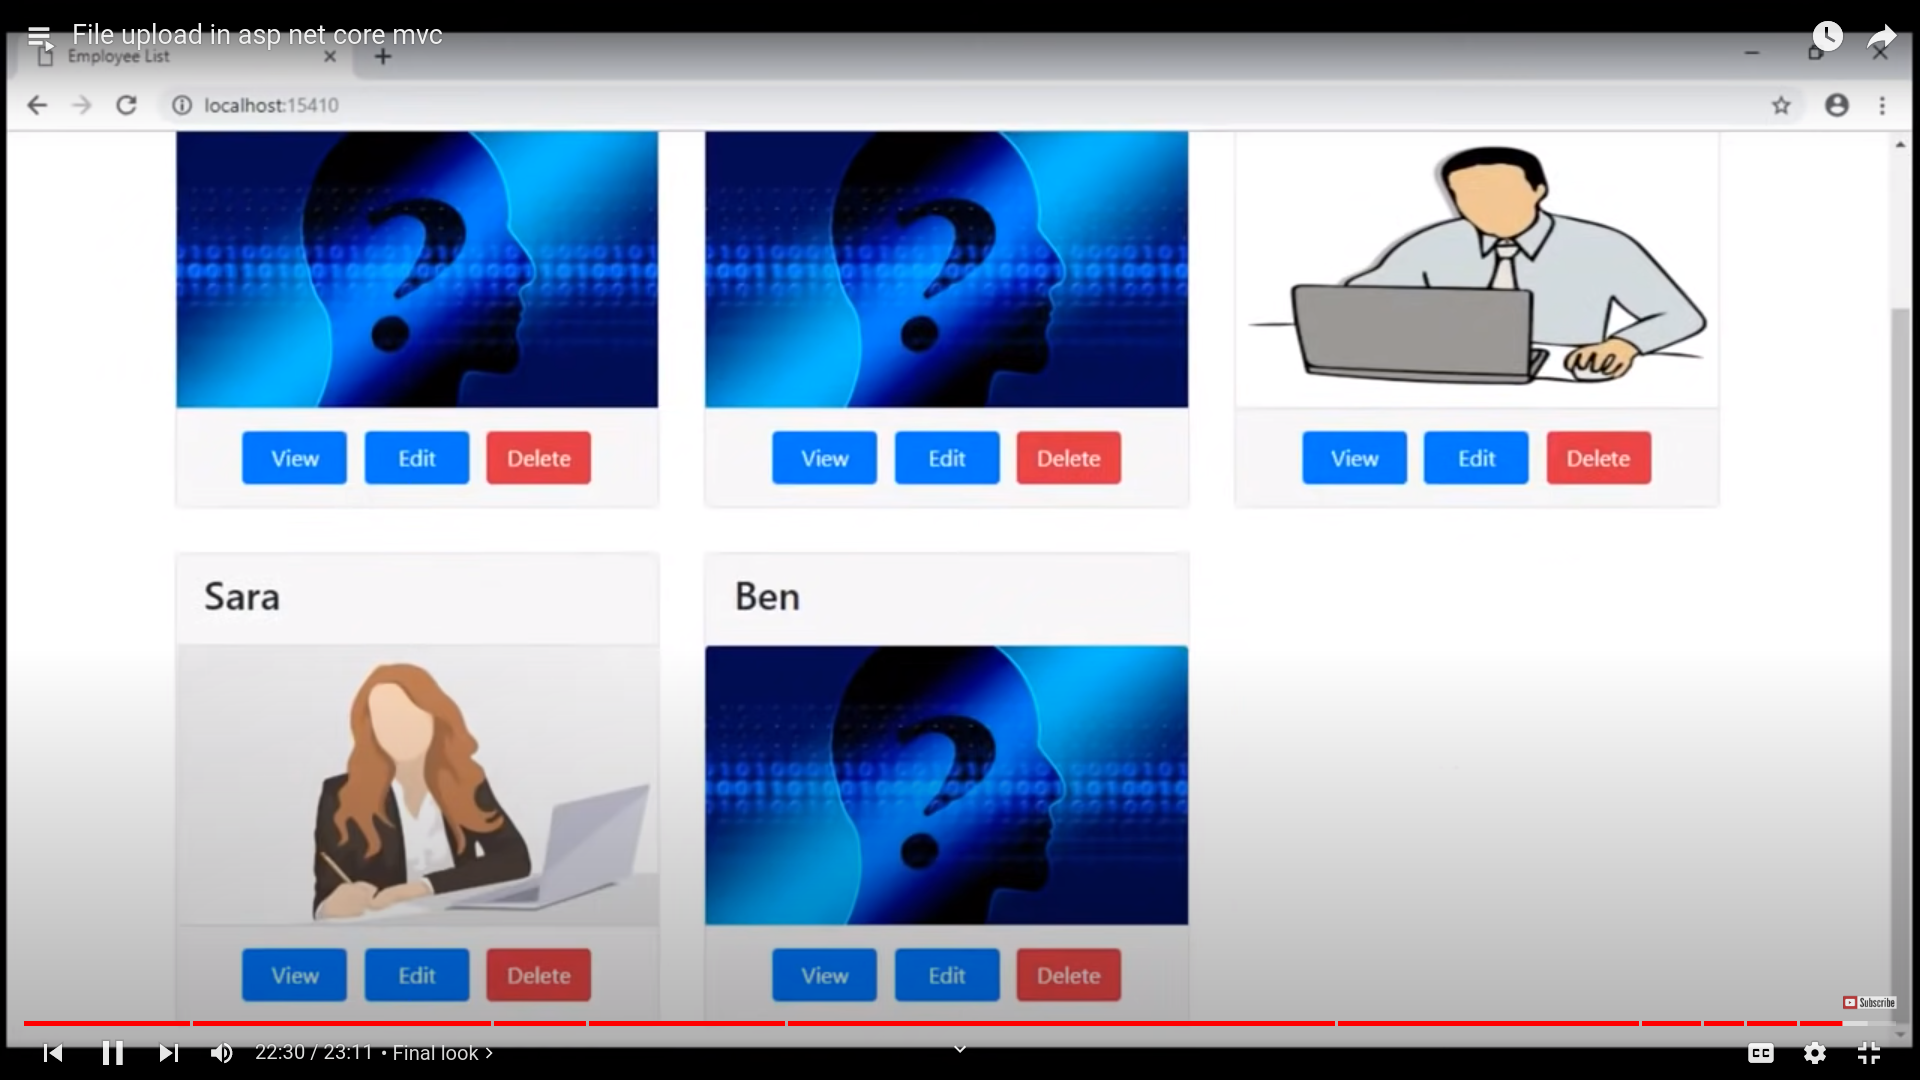 File upload in asp net core mvc
Employee List
localhost:15410
View Edit Delete
View Edit Delete
View Edit Delete
Sara
Ben
View Edit Delete
View Edit Delete
Subscribe
22:30 / 23:11 • Final look
CC